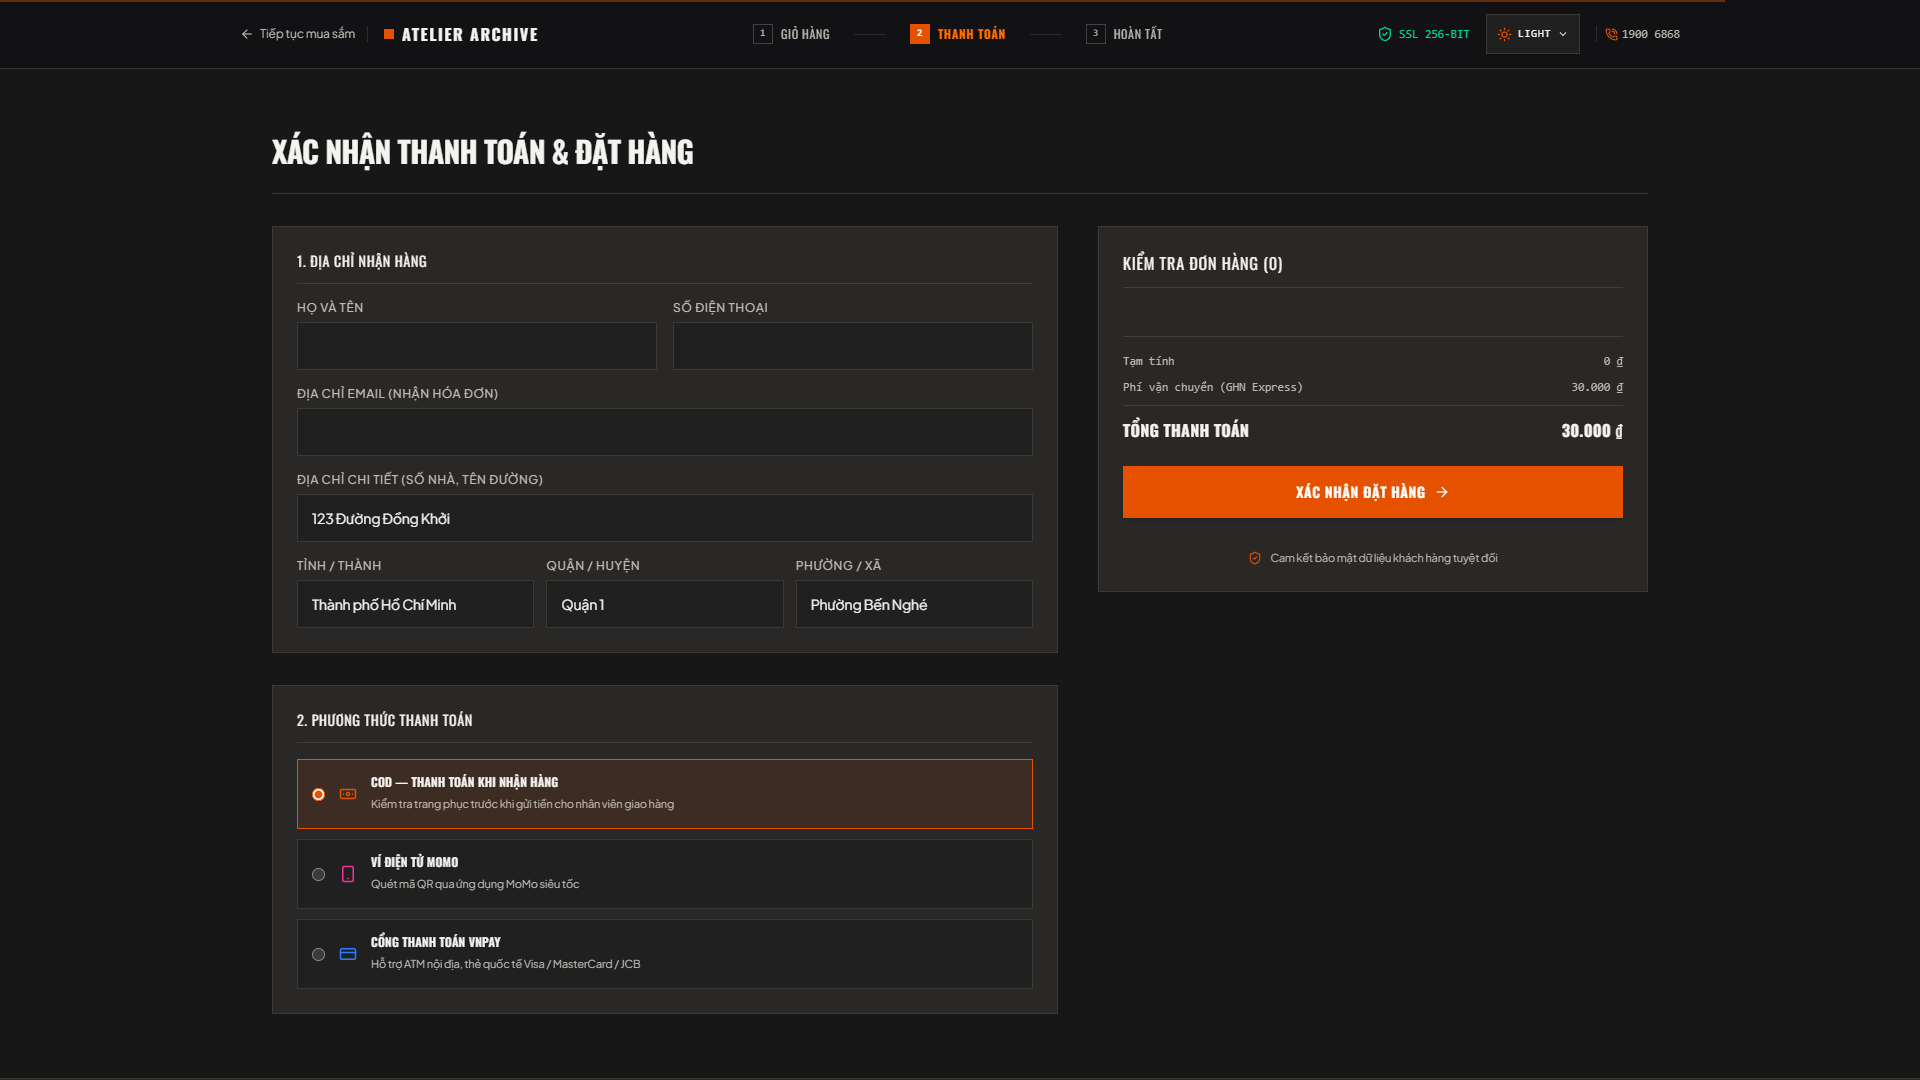 Tiếp tục mua sắm
ATELIER ARCHIVE
1 GIỎ HÀNG
2 THANH TOÁN
3 HOÀN TẤT
SSL 256-BIT
LIGHT
1900 6868
XÁC NHẬN THANH TOÁN & ĐẶT HÀNG
1. ĐỊA CHỈ NHẬN HÀNG
HỌ VÀ TÊN
SỐ ĐIỆN THOẠI
ĐỊA CHỈ EMAIL (NHẬN HÓA ĐƠN)
ĐỊA CHỈ CHI TIẾT (SỐ NHÀ, TÊN ĐƯỜNG)
123 Đường Đồng Khởi
TỈNH / THÀNH
QUẬN / HUYỆN
PHƯỜNG / XÃ
Thành phố Hồ Chí Minh
Quận 1
Phường Bến Nghé
2. PHƯƠNG THỨC THANH TOÁN
COD — THANH TOÁN KHI NHẬN HÀNG
Kiểm tra trang phục trước khi gửi tiền cho nhân viên giao hàng
VÍ ĐIỆN TỬ MOMO
Quét mã QR qua ứng dụng MoMo siêu tốc
CỔNG THANH TOÁN VNPAY
Hỗ trợ ATM nội địa, thẻ quốc tế Visa / MasterCard / JCB
KIỂM TRA ĐƠN HÀNG (0)
Tạm tính 0 ₫
Phí vận chuyển (GHN Express) 30.000 ₫
TỔNG THANH TOÁN 30.000 ₫
XÁC NHẬN ĐẶT HÀNG
Cam kết bảo mật dữ liệu khách hàng tuyệt đối